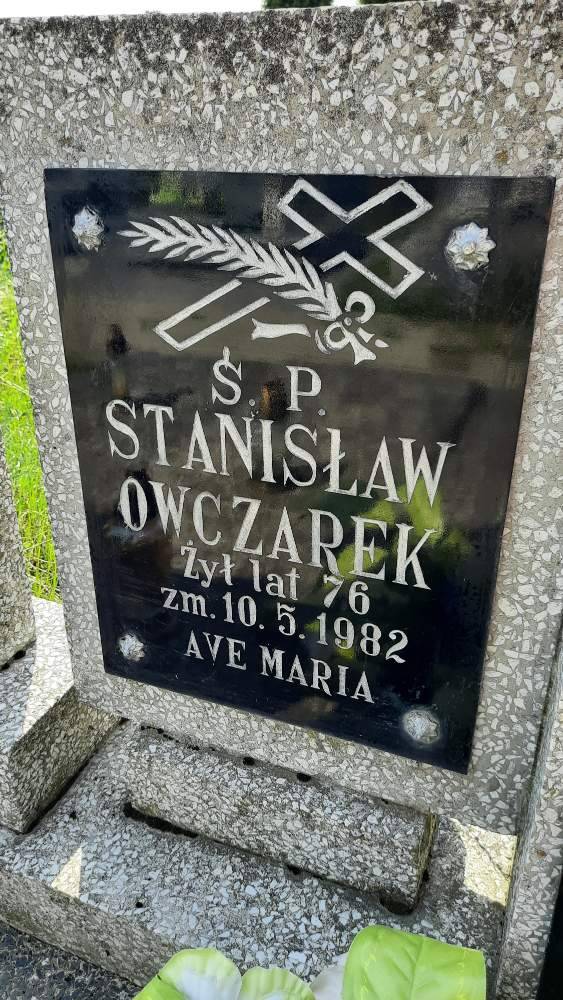 Ś. P.
STANISŁAW
OWCZAREK
Żył lat 76
zm. 10. 5. 1982
AVE MARIA